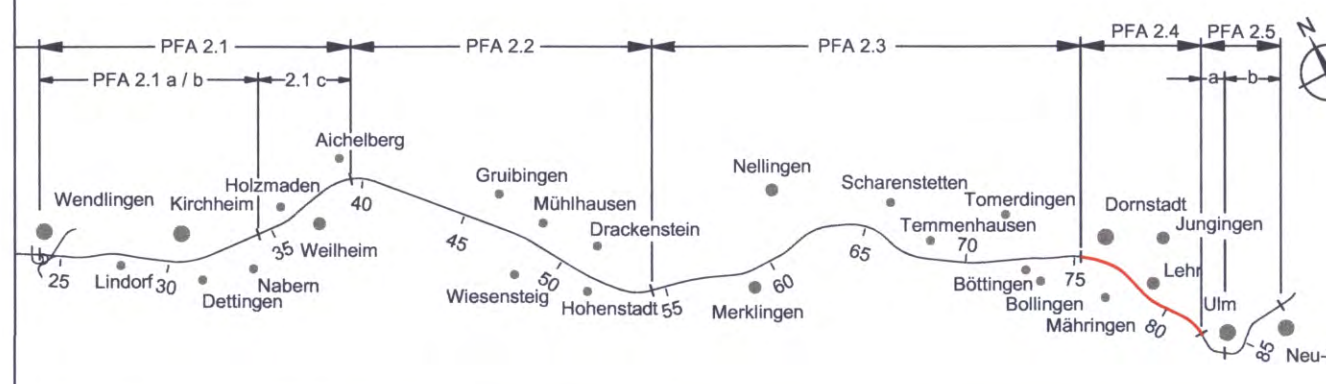 PFA 2.1
PFA 2.2
PFA 2.3
PFA 2.4
PFA 2.5
N
PFA 2.1 a / b
2.1 c
a
b
Aichelberg
Wendlingen
Kirchheim
Holzmaden
Weilheim
Lindorf
Dettingen
Nabern
25
30
35
40
45
50
55
60
65
70
75
80
85
Gruibingen
Mühlhausen
Drackenstein
Wiesensteig
Hohenstadt
Nellingen
Merklingen
Scharenstetten
Temmenhausen
Tomerdingen
Böttingen
Bollingen
Mähringen
Dornstadt
Jungingen
Lehr
Ulm
Neu-